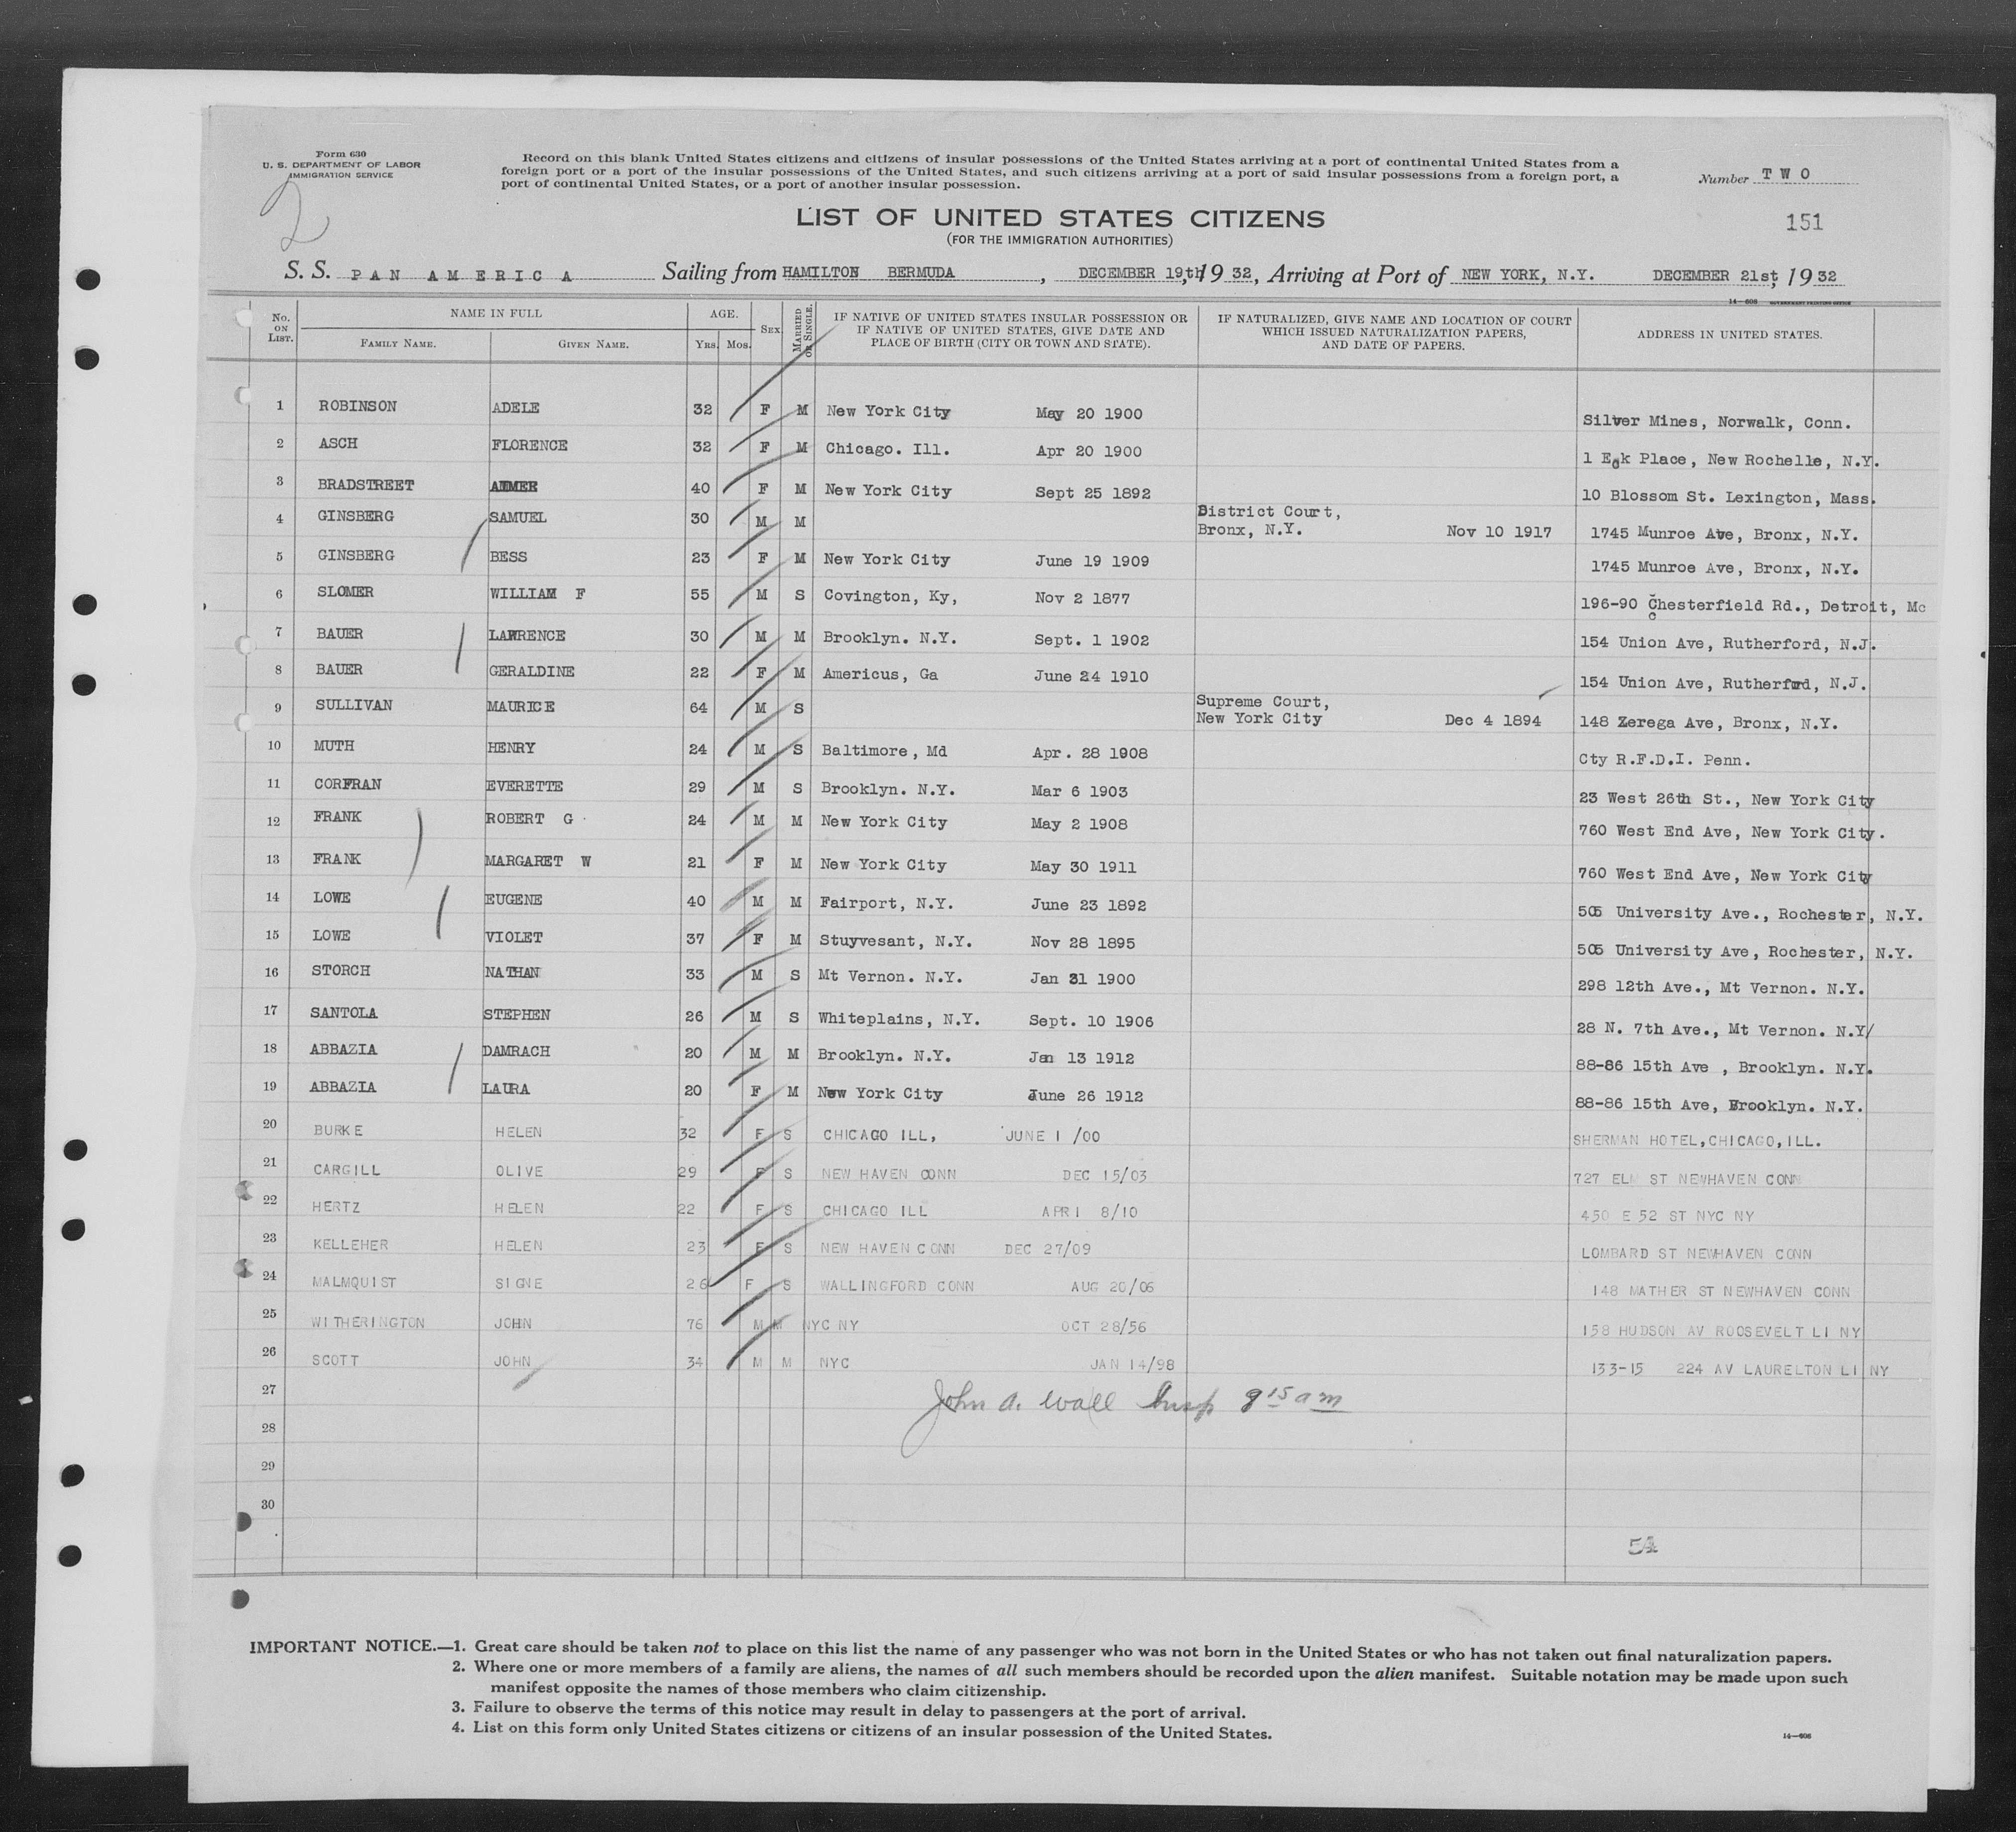 Form 630
U. S. DEPARTMENT OF LABOR
IMMIGRATION SERVICE
2
Record on this blank United States citizens and citizens of insular possessions of the United States arriving at a port of continental United States from a
foreign port or a port of the insular possessions of the United States, and such citizens arriving at a port of said insular possessions from a foreign port, a
port of continental United States, or a port of another insular possession.
Number TWO
151
LIST OF UNITED STATES CITIZENS
(FOR THE IMMIGRATION AUTHORITIES)
S. S. PAN AMERICA Sailing from HAMILTON BERMUDA, DECEMBER 19th, 1932, Arriving at Port of NEW YORK, N.Y. DECEMBER 21st, 1932
14—608 GOVERNMENT PRINTING OFFICE
No. ON LIST. NAME IN FULL FAMILY NAME. GIVEN NAME. AGE. YRS. MOS. SEX MARRIED OR SINGLE. IF NATIVE OF UNITED STATES INSULAR POSSESSION OR IF NATIVE OF UNITED STATES, GIVE DATE AND PLACE OF BIRTH (CITY OR TOWN AND STATE). IF NATURALIZED, GIVE NAME AND LOCATION OF COURT WHICH ISSUED NATURALIZATION PAPERS, AND DATE OF PAPERS. ADDRESS IN UNITED STATES.
1 ROBINSON ADELE 32 F M New York City May 20 1900 Silver Mines, Norwalk, Conn.
2 ASCH FLORENCE 32 F M Chicago. Ill. Apr 20 1900 1 Place, New Rochelle, N.Y.
3 BRADSTREET 40 F M New York City Sept 25 1892 10 Blossom St. Lexington, Mass.
4 GINSBERG SAMUEL 30 M M District Court, Bronx, N.Y. Nov 10 1917 1745 Munroe Ave, Bronx, N.Y.
5 GINSBERG BESS 23 F M New York City June 19 1909 1745 Munroe Ave, Bronx, N.Y.
6 SLOMER WILLIAM F 55 M S Covington, Ky, Nov 2 1877 196-90 Chesterfield Rd., Detroit, Mc
7 BAUER LAWRENCE 30 M M Brooklyn. N.Y. Sept. 1 1902 154 Union Ave, Rutherford, N.J.
8 BAUER GERALDINE 22 F M Americus, Ga June 24 1910 154 Union Ave, Rutherford, N.J.
9 SULLIVAN MAURICE 64 M S Supreme Court, New York City Dec 4 1894 148 Zerega Ave, Bronx, N.Y.
10 MUTH HENRY 24 M S Baltimore, Md Apr. 28 1908 Cty R.F.D.I. Penn.
11 CORFRAN EVERETTE 29 M S Brooklyn. N.Y. Mar 6 1903 23 West 26th St., New York City
12 FRANK ROBERT G 24 M M New York City May 2 1908 760 West End Ave, New York City.
13 FRANK MARGARET W 21 F M New York City May 30 1911 760 West End Ave, New York City
14 LOWE EUGENE 40 M M Fairport, N.Y. June 23 1892 505 University Ave., Rochester, N.Y.
15 LOWE VIOLET 37 F M Stuyvesant, N.Y. Nov 28 1895 505 University Ave, Rochester, N.Y.
16 STORCH NATHAN 33 M S Mt Vernon. N.Y. Jan 31 1900 298 12th Ave., Mt Vernon. N.Y.
17 SANTOLA STEPHEN 26 M S Whiteplains, N.Y. Sept. 10 1906 28 N. 7th Ave., Mt Vernon. N.Y/
18 ABBAZIA DAMRACH 20 M M Brooklyn. N.Y. Jan 13 1912 88-86 15th Ave , Brooklyn. N.Y.
19 ABBAZIA LAURA 20 F M New York City June 26 1912 88-86 15th Ave, Brooklyn. N.Y.
20 BURKE HELEN 32 F S CHICAGO ILL, JUNE 1 /00 SHERMAN HOTEL,CHICAGO,ILL.
21 CARGILL OLIVE 29 F S NEW HAVEN CONN DEC 15/03 727 ELM ST NEWHAVEN CONN
22 HERTZ HELEN 22 F S CHICAGO ILL APRI 8/10 450 E 52 ST NYC NY
23 KELLEHER HELEN 23 F S NEW HAVEN CONN DEC 27/09 LOMBARD ST NEWHAVEN CONN
24 MALMQUIST SIGNE 26 F S WALLINGFORD CONN AUG 20/06 148 MATHER ST NEWHAVEN CONN
25 WITHERINGTON JOHN 76 M M NYC NY OCT 28/56 158 HUDSON AV ROOSEVELT LI NY
26 SCOTT JOHN 34 M M NYC JAN 14/98 133-15 224 AV LAURELTON LI NY
27 John A. Wall Insp 8 15 am
28
29
30
IMPORTANT NOTICE.—1. Great care should be taken not to place on this list the name of any passenger who was not born in the United States or who has not taken out final naturalization papers.
2. Where one or more members of a family are aliens, the names of all such members should be recorded upon the alien manifest. Suitable notation may be made upon such
manifest opposite the names of those members who claim citizenship.
3. Failure to observe the terms of this notice may result in delay to passengers at the port of arrival.
4. List on this form only United States citizens or citizens of an insular possession of the United States.
14—608